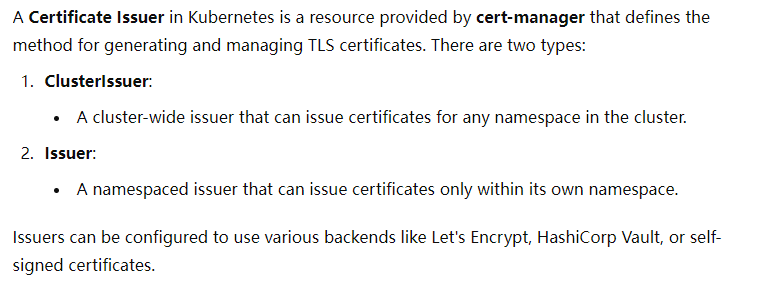 A Certificate Issuer in Kubernetes is a resource provided by cert-manager that defines the
method for generating and managing TLS certificates. There are two types:
1. ClusterIssuer:
• A cluster-wide issuer that can issue certificates for any namespace in the cluster.
2. Issuer:
• A namespaced issuer that can issue certificates only within its own namespace.
Issuers can be configured to use various backends like Let's Encrypt, HashiCorp Vault, or self-
signed certificates.